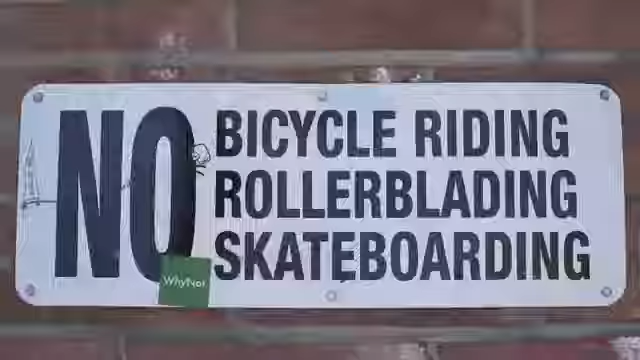 NO
BICYCLE RIDING
ROLLERBLADING
SKATEBOARDING
WhyNot